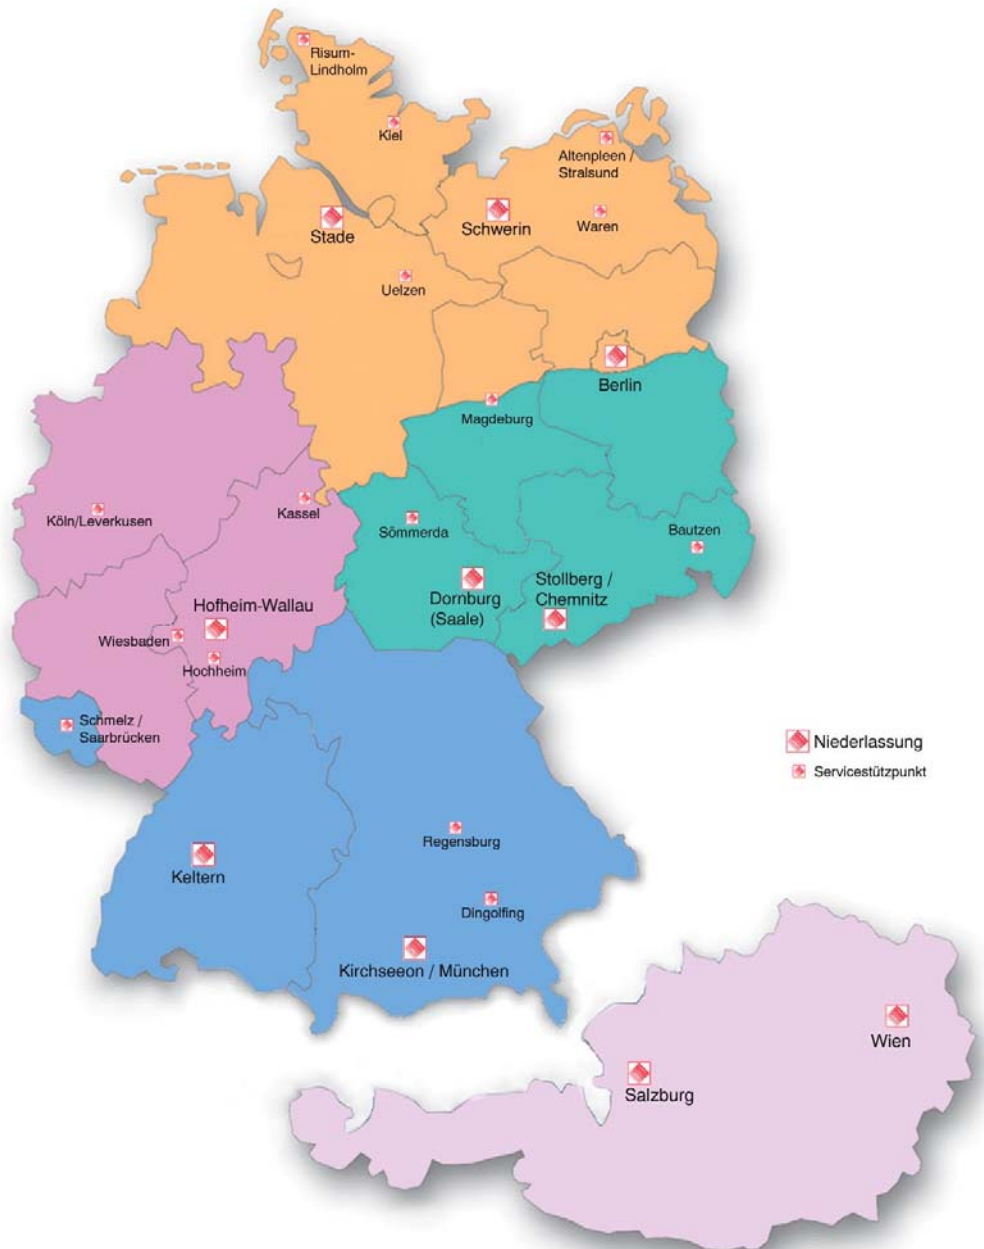 Risum-
Lindholm
Kiel
Altenpleen /
Stralsund
Stade
Schwerin
Waren
Uelzen
Berlin
Magdeburg
Köln/Leverkusen
Kassel
Sömmerda
Bautzen
Dornburg
(Saale)
Stollberg /
Chemnitz
Hofheim-Wallau
Wiesbaden
Hochheim
Schmelz /
Saarbrücken
Niederlassung
Servicestützpunkt
Regensburg
Keltern
Dingolfing
Kirchseeon / München
Wien
Salzburg